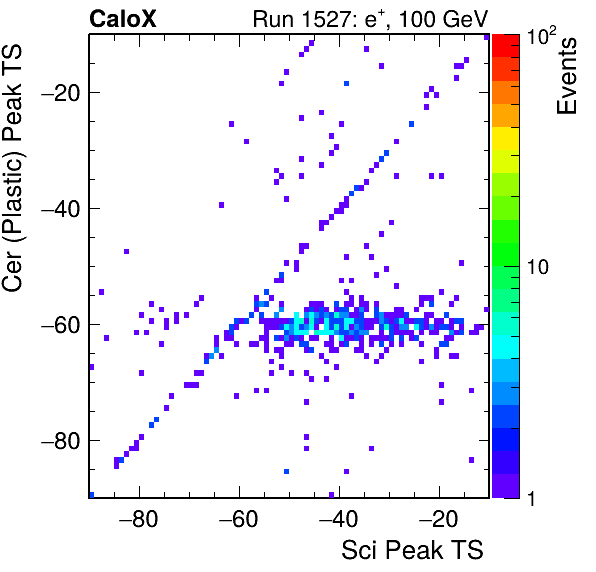 CaloX Run 1527: e⁺, 100 GeV
Cer (Plastic) Peak TS
−20
−40
−60
−80
−80 −60 −40 −20
Sci Peak TS
10²
10
1
Events